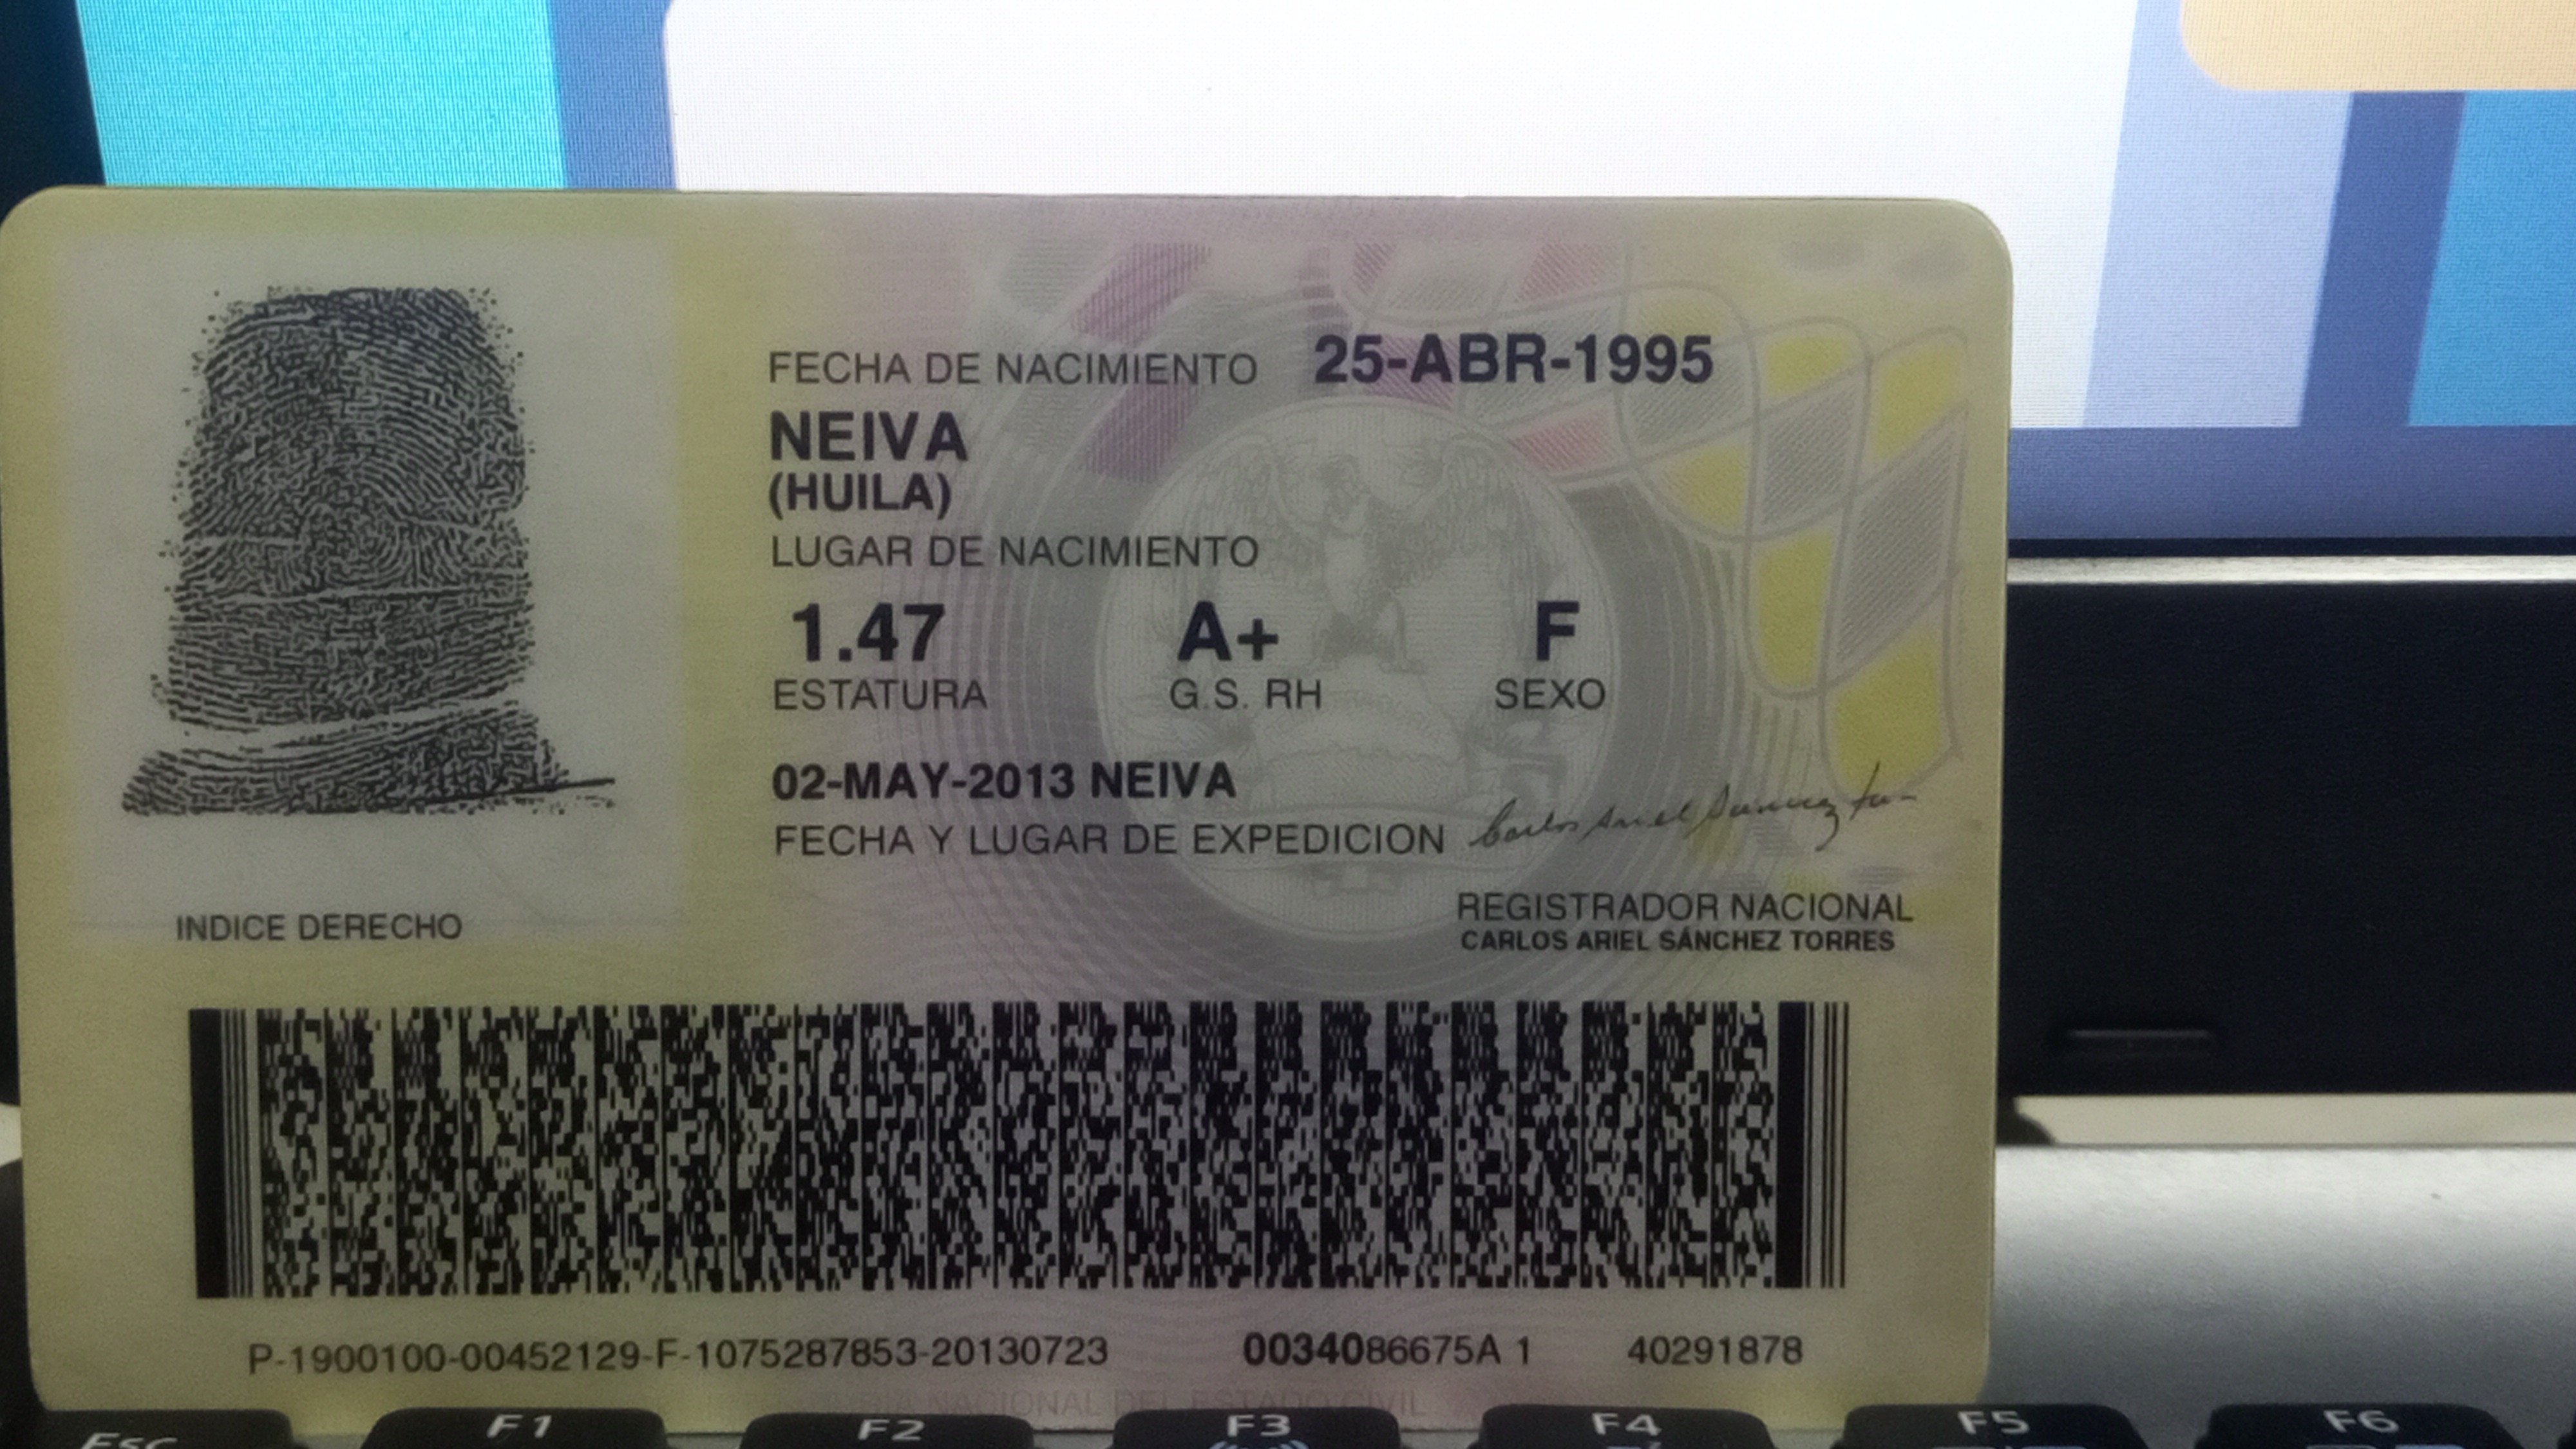 FECHA DE NACIMIENTO 25-ABR-1995
NEIVA
(HUILA)
LUGAR DE NACIMIENTO
1.47 A+ F
ESTATURA G.S. RH SEXO
02-MAY-2013 NEIVA
FECHA Y LUGAR DE EXPEDICION
INDICE DERECHO
REGISTRADOR NACIONAL
CARLOS ARIEL SÁNCHEZ TORRES
P-1900100-00452129-F-1075287853-20130723 0034086675A 1 40291878
NACIONAL DEL ESTADO CIVIL
Esc F1 F2 F3 F4 F5 F6